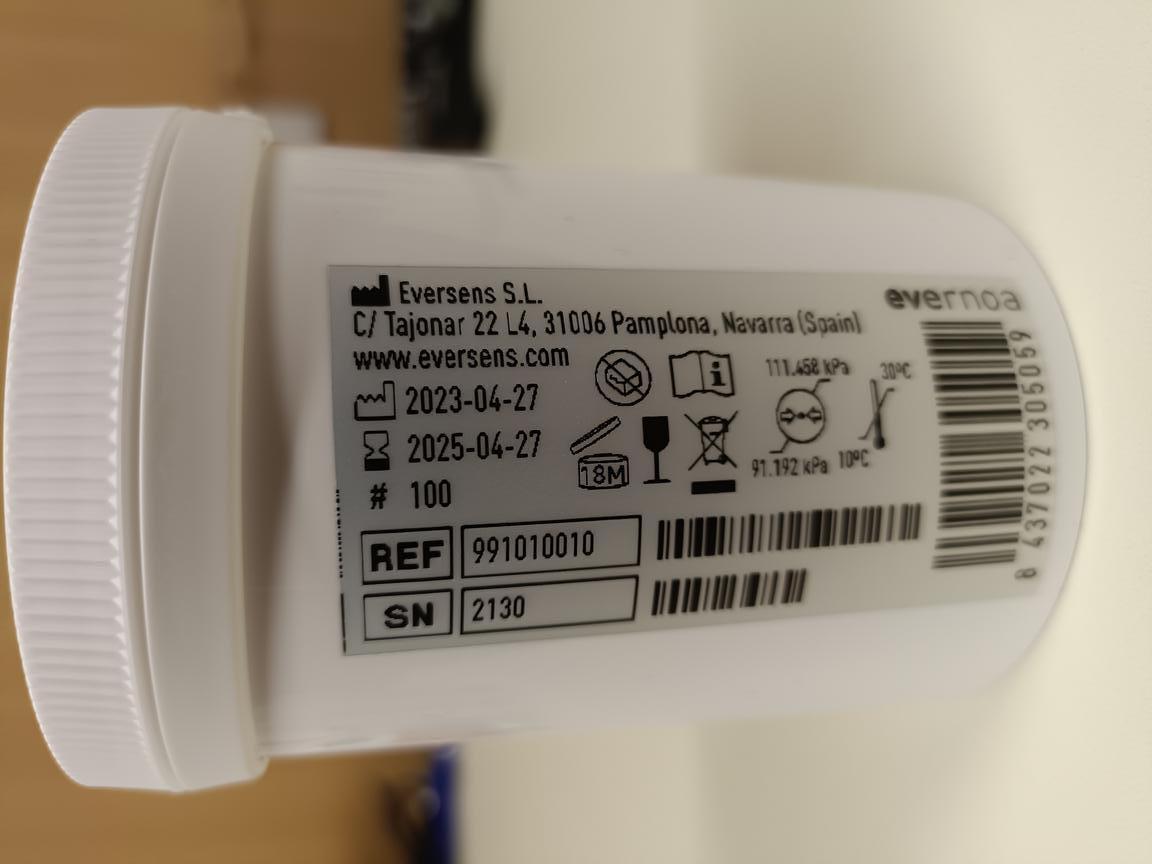 Eversens S.L.
C/ Tajonar 22 L4, 31006 Pamplona, Navarra (Spain)
www.eversens.com
2023-04-27
2025-04-27
# 100
18M
111.458 kPa
91.192 kPa
30ºC
10ºC
REF 991010010
SN 2130
evernoa
8 437022 305059